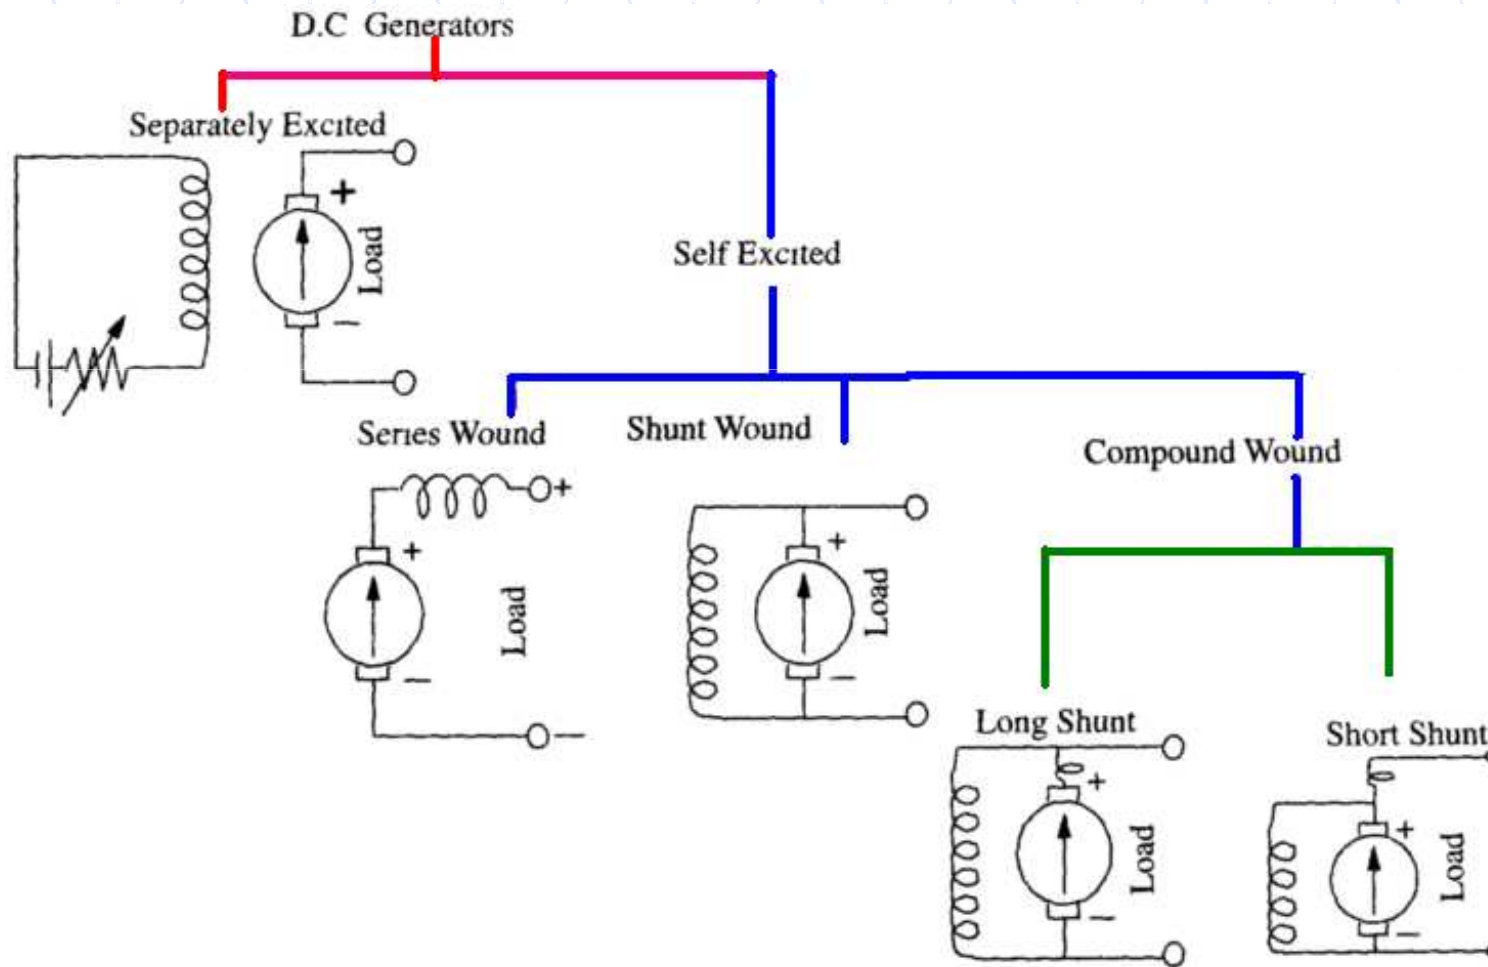 D.C Generators
Separately Excited
+
Load
−
Self Excited
Series Wound
Shunt Wound
Compound Wound
+
+
Load
−
−
+
Load
−
Long Shunt
Short Shunt
+
Load
−
+
Load
−